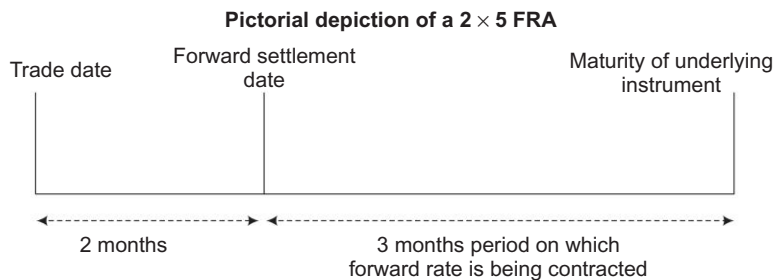 Pictorial depiction of a 2 × 5 FRA
Trade date
Forward settlement
date
Maturity of underlying
instrument
2 months
3 months period on which
forward rate is being contracted